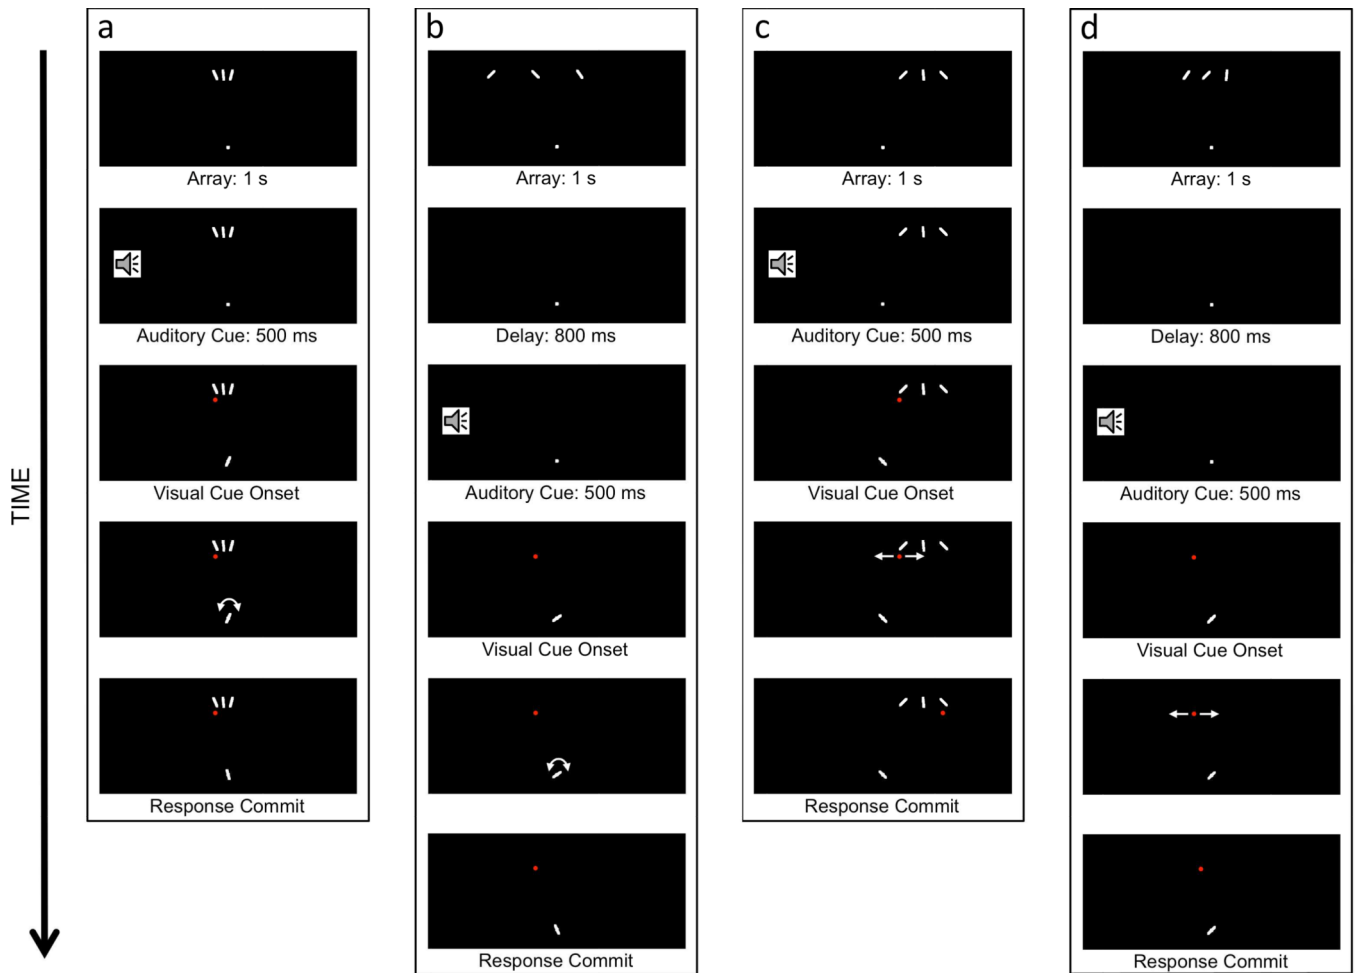 TIME
a
Array: 1 s
Auditory Cue: 500 ms
Visual Cue Onset
Response Commit
b
Array: 1 s
Delay: 800 ms
Auditory Cue: 500 ms
Visual Cue Onset
Response Commit
c
Array: 1 s
Auditory Cue: 500 ms
Visual Cue Onset
Response Commit
d
Array: 1 s
Delay: 800 ms
Auditory Cue: 500 ms
Visual Cue Onset
Response Commit